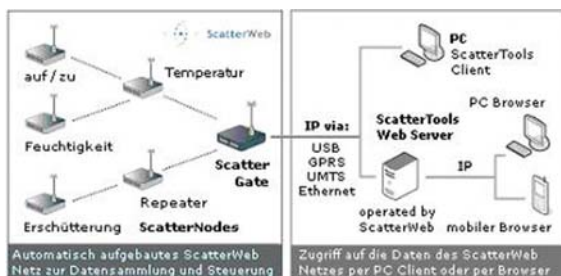 ScatterWeb
auf/zu
Temperatur
Feuchtigkeit
Scatter
Gate
Repeater
Erschütterung
ScatterNodes
Automatisch aufgebautes ScatterWeb
Netz zur Datensammlung und Steuerung
PC
ScatterTools
Client
PC Browser
IP via:
USB
GPRS
UMTS
Ethernet
ScatterTools
Web Server
IP
operated by
ScatterWeb
mobiler Browser
Zugriff auf die Daten des ScatterWeb
Netzes per PC Client oder per Browser